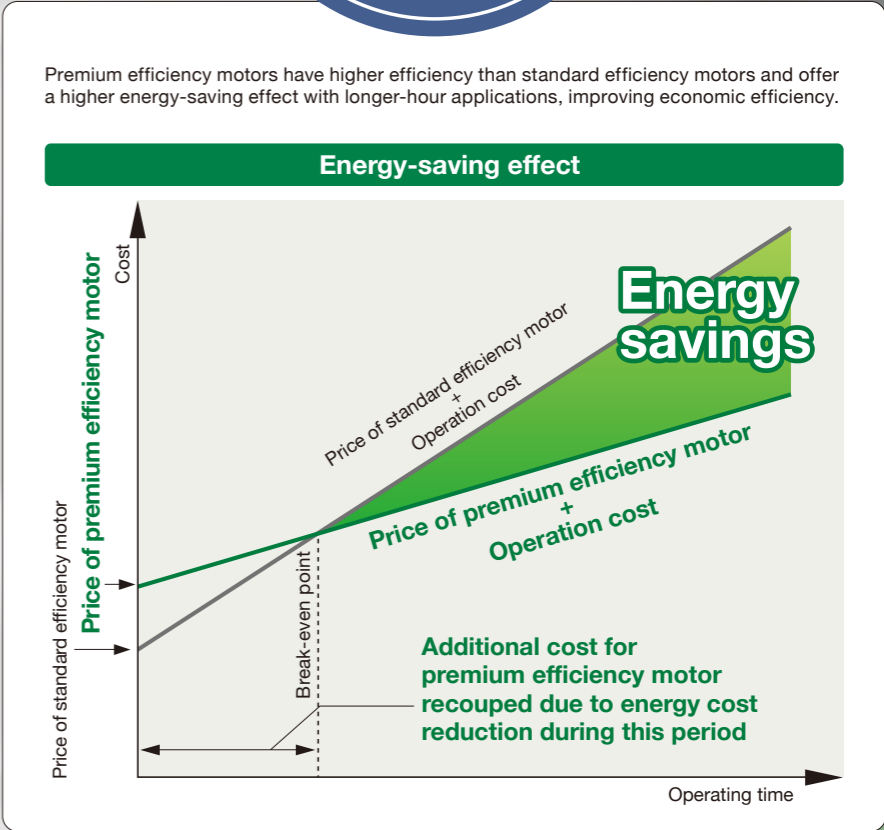 Premium efficiency motors have higher efficiency than standard efficiency motors and offer
a higher energy-saving effect with longer-hour applications, improving economic efficiency.
Energy-saving effect
Cost
Price of premium efficiency motor
Price of standard efficiency motor
Price of standard efficiency motor
+
Operation cost
Energy
savings
Price of premium efficiency motor
+
Operation cost
Break-even point
Additional cost for
premium efficiency motor
recouped due to energy cost
reduction during this period
Operating time